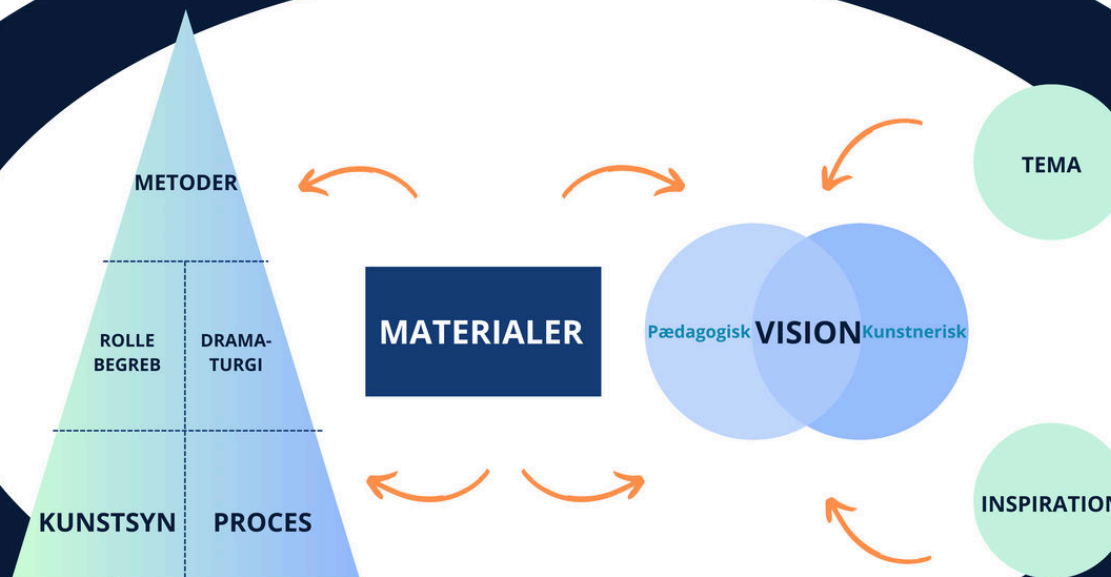 METODER
ROLLE
BEGREB
DRAMA-
TURGI
KUNSTSYN
PROCES
MATERIALER
Pædagogisk
VISION
Kunstnerisk
TEMA
INSPIRATION